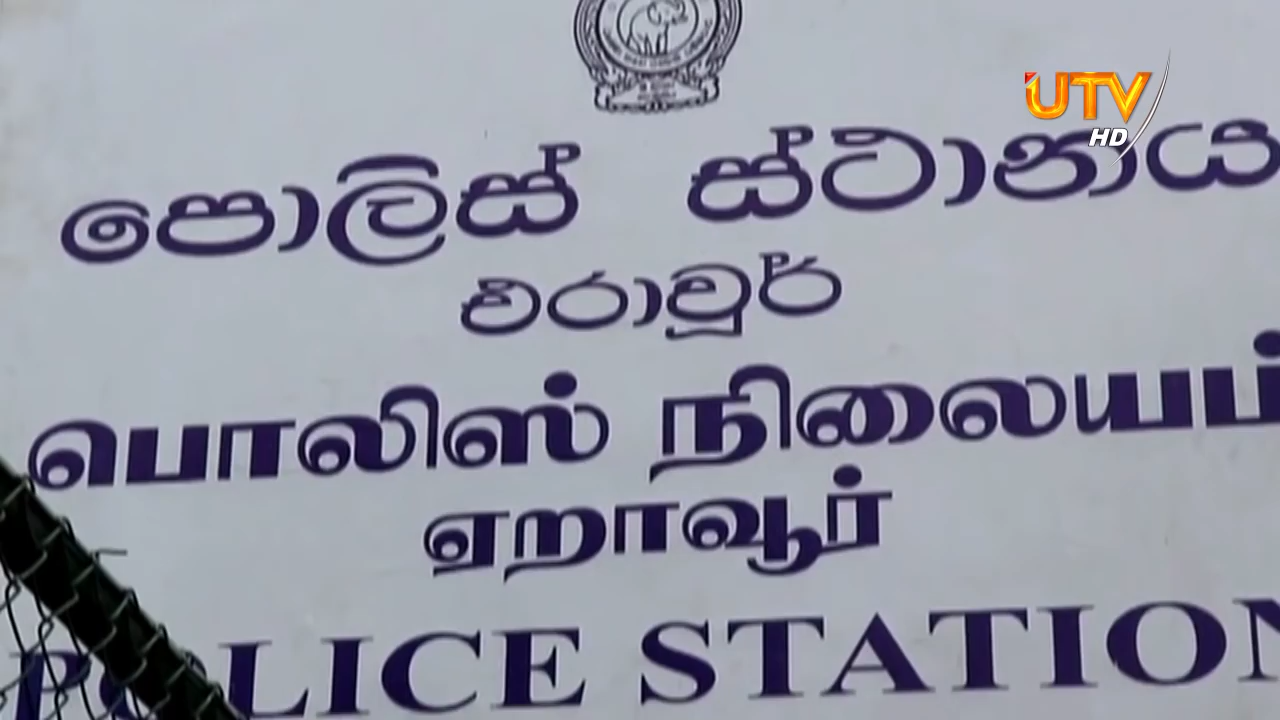 UTV
HD
පොලිස් ස්ථානය
එරාවූර්
பொலிஸ் நிலையம்
ஏறாவூர்
POLICE STATION